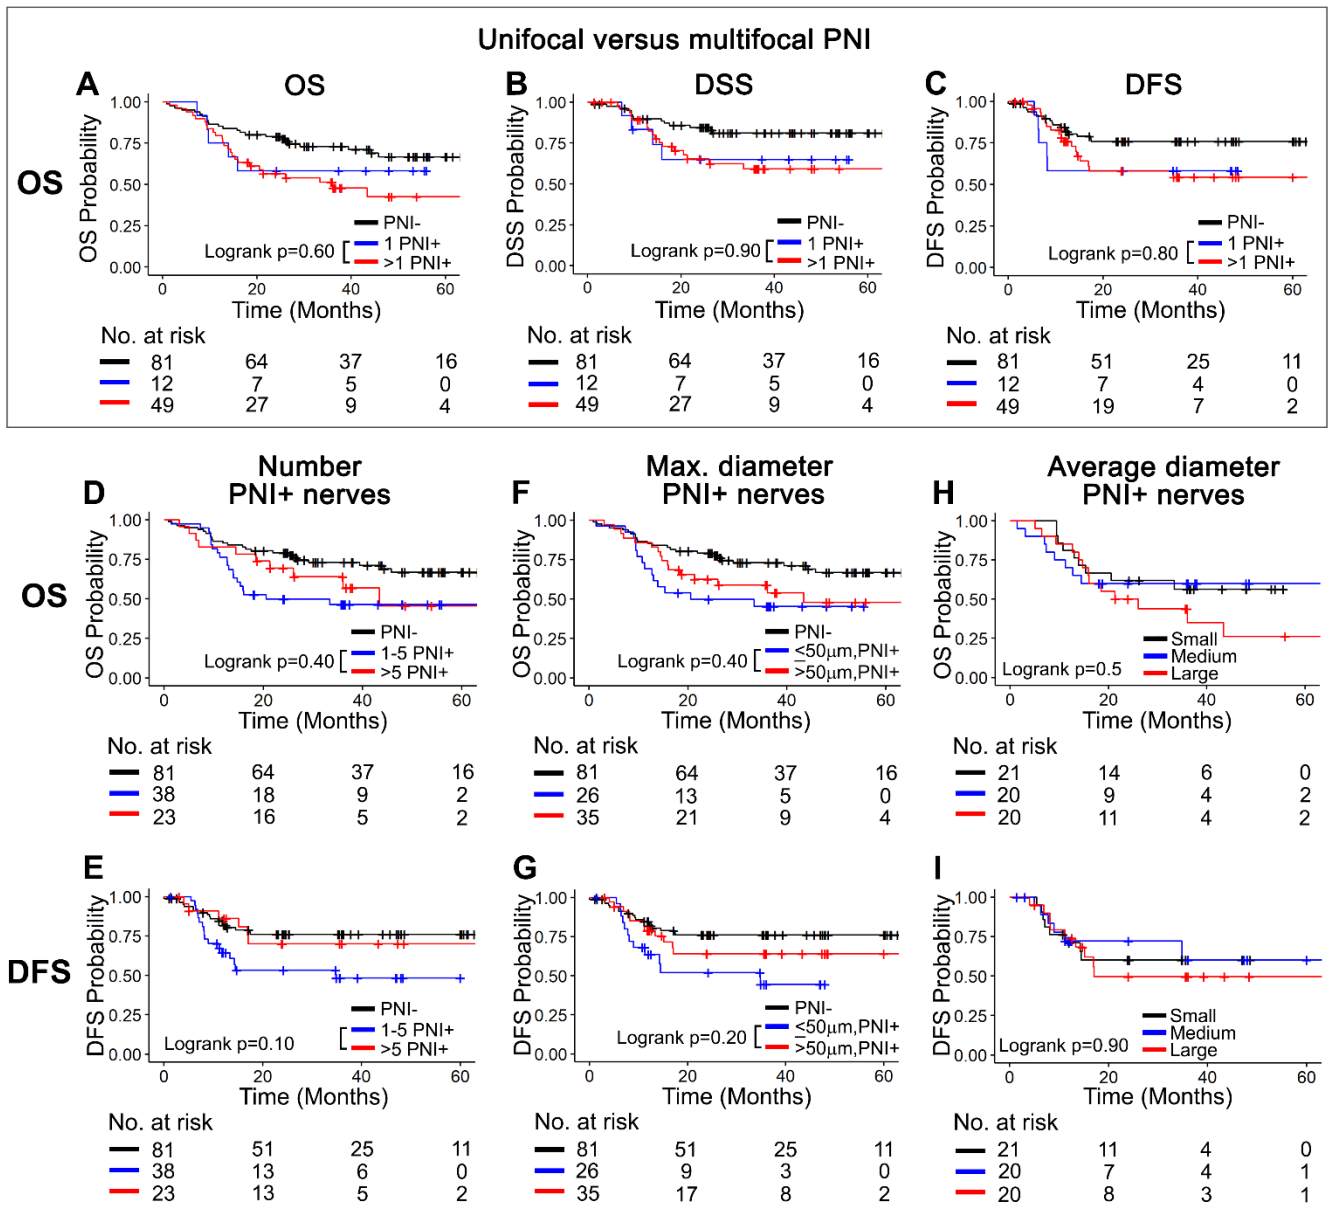 Unifocal versus multifocal PNI
A
OS
B
DSS
C
DFS
OS
OS Probability
1.00
0.75
0.50
0.25
0.00
PNI-
1 PNI+
>1 PNI+
Logrank p=0.60
0 20 40 60
Time (Months)
No. at risk
81 64 37 16
12 7 5 0
49 27 9 4
DSS Probability
1.00
0.75
0.50
0.25
0.00
PNI-
1 PNI+
>1 PNI+
Logrank p=0.90
0 20 40 60
Time (Months)
No. at risk
81 64 37 16
12 7 5 0
49 27 9 4
DFS Probability
1.00
0.75
0.50
0.25
0.00
PNI-
1 PNI+
>1 PNI+
Logrank p=0.80
0 20 40 60
Time (Months)
No. at risk
81 51 25 11
12 7 4 0
49 19 7 2
D
Number
PNI+ nerves
F
Max. diameter
PNI+ nerves
H
Average diameter
PNI+ nerves
OS
OS Probability
1.00
0.75
0.50
0.25
0.00
PNI-
1-5 PNI+
>5 PNI+
Logrank p=0.40
0 20 40 60
Time (Months)
No. at risk
81 64 37 16
38 18 9 2
23 16 5 2
OS Probability
1.00
0.75
0.50
0.25
0.00
PNI-
≤50μm,PNI+
>50μm,PNI+
Logrank p=0.40
0 20 40 60
Time (Months)
No. at risk
81 64 37 16
26 13 5 0
35 21 9 4
OS Probability
1.00
0.75
0.50
0.25
0.00
Small
Medium
Large
Logrank p=0.5
0 20 40 60
Time (Months)
No. at risk
21 14 6 0
20 9 4 2
20 11 4 2
E
G
I
DFS
DFS Probability
1.00
0.75
0.50
0.25
0.00
PNI-
1-5 PNI+
>5 PNI+
Logrank p=0.10
0 20 40 60
Time (Months)
No. at risk
81 51 25 11
38 13 6 0
23 13 5 2
DFS Probability
1.00
0.75
0.50
0.25
0.00
PNI-
≤50μm,PNI+
>50μm,PNI+
Logrank p=0.20
0 20 40 60
Time (Months)
No. at risk
81 51 25 11
26 9 3 0
35 17 8 2
DFS Probability
1.00
0.75
0.50
0.25
0.00
Small
Medium
Large
Logrank p=0.90
0 20 40 60
Time (Months)
No. at risk
21 11 4 0
20 7 4 1
20 8 3 1